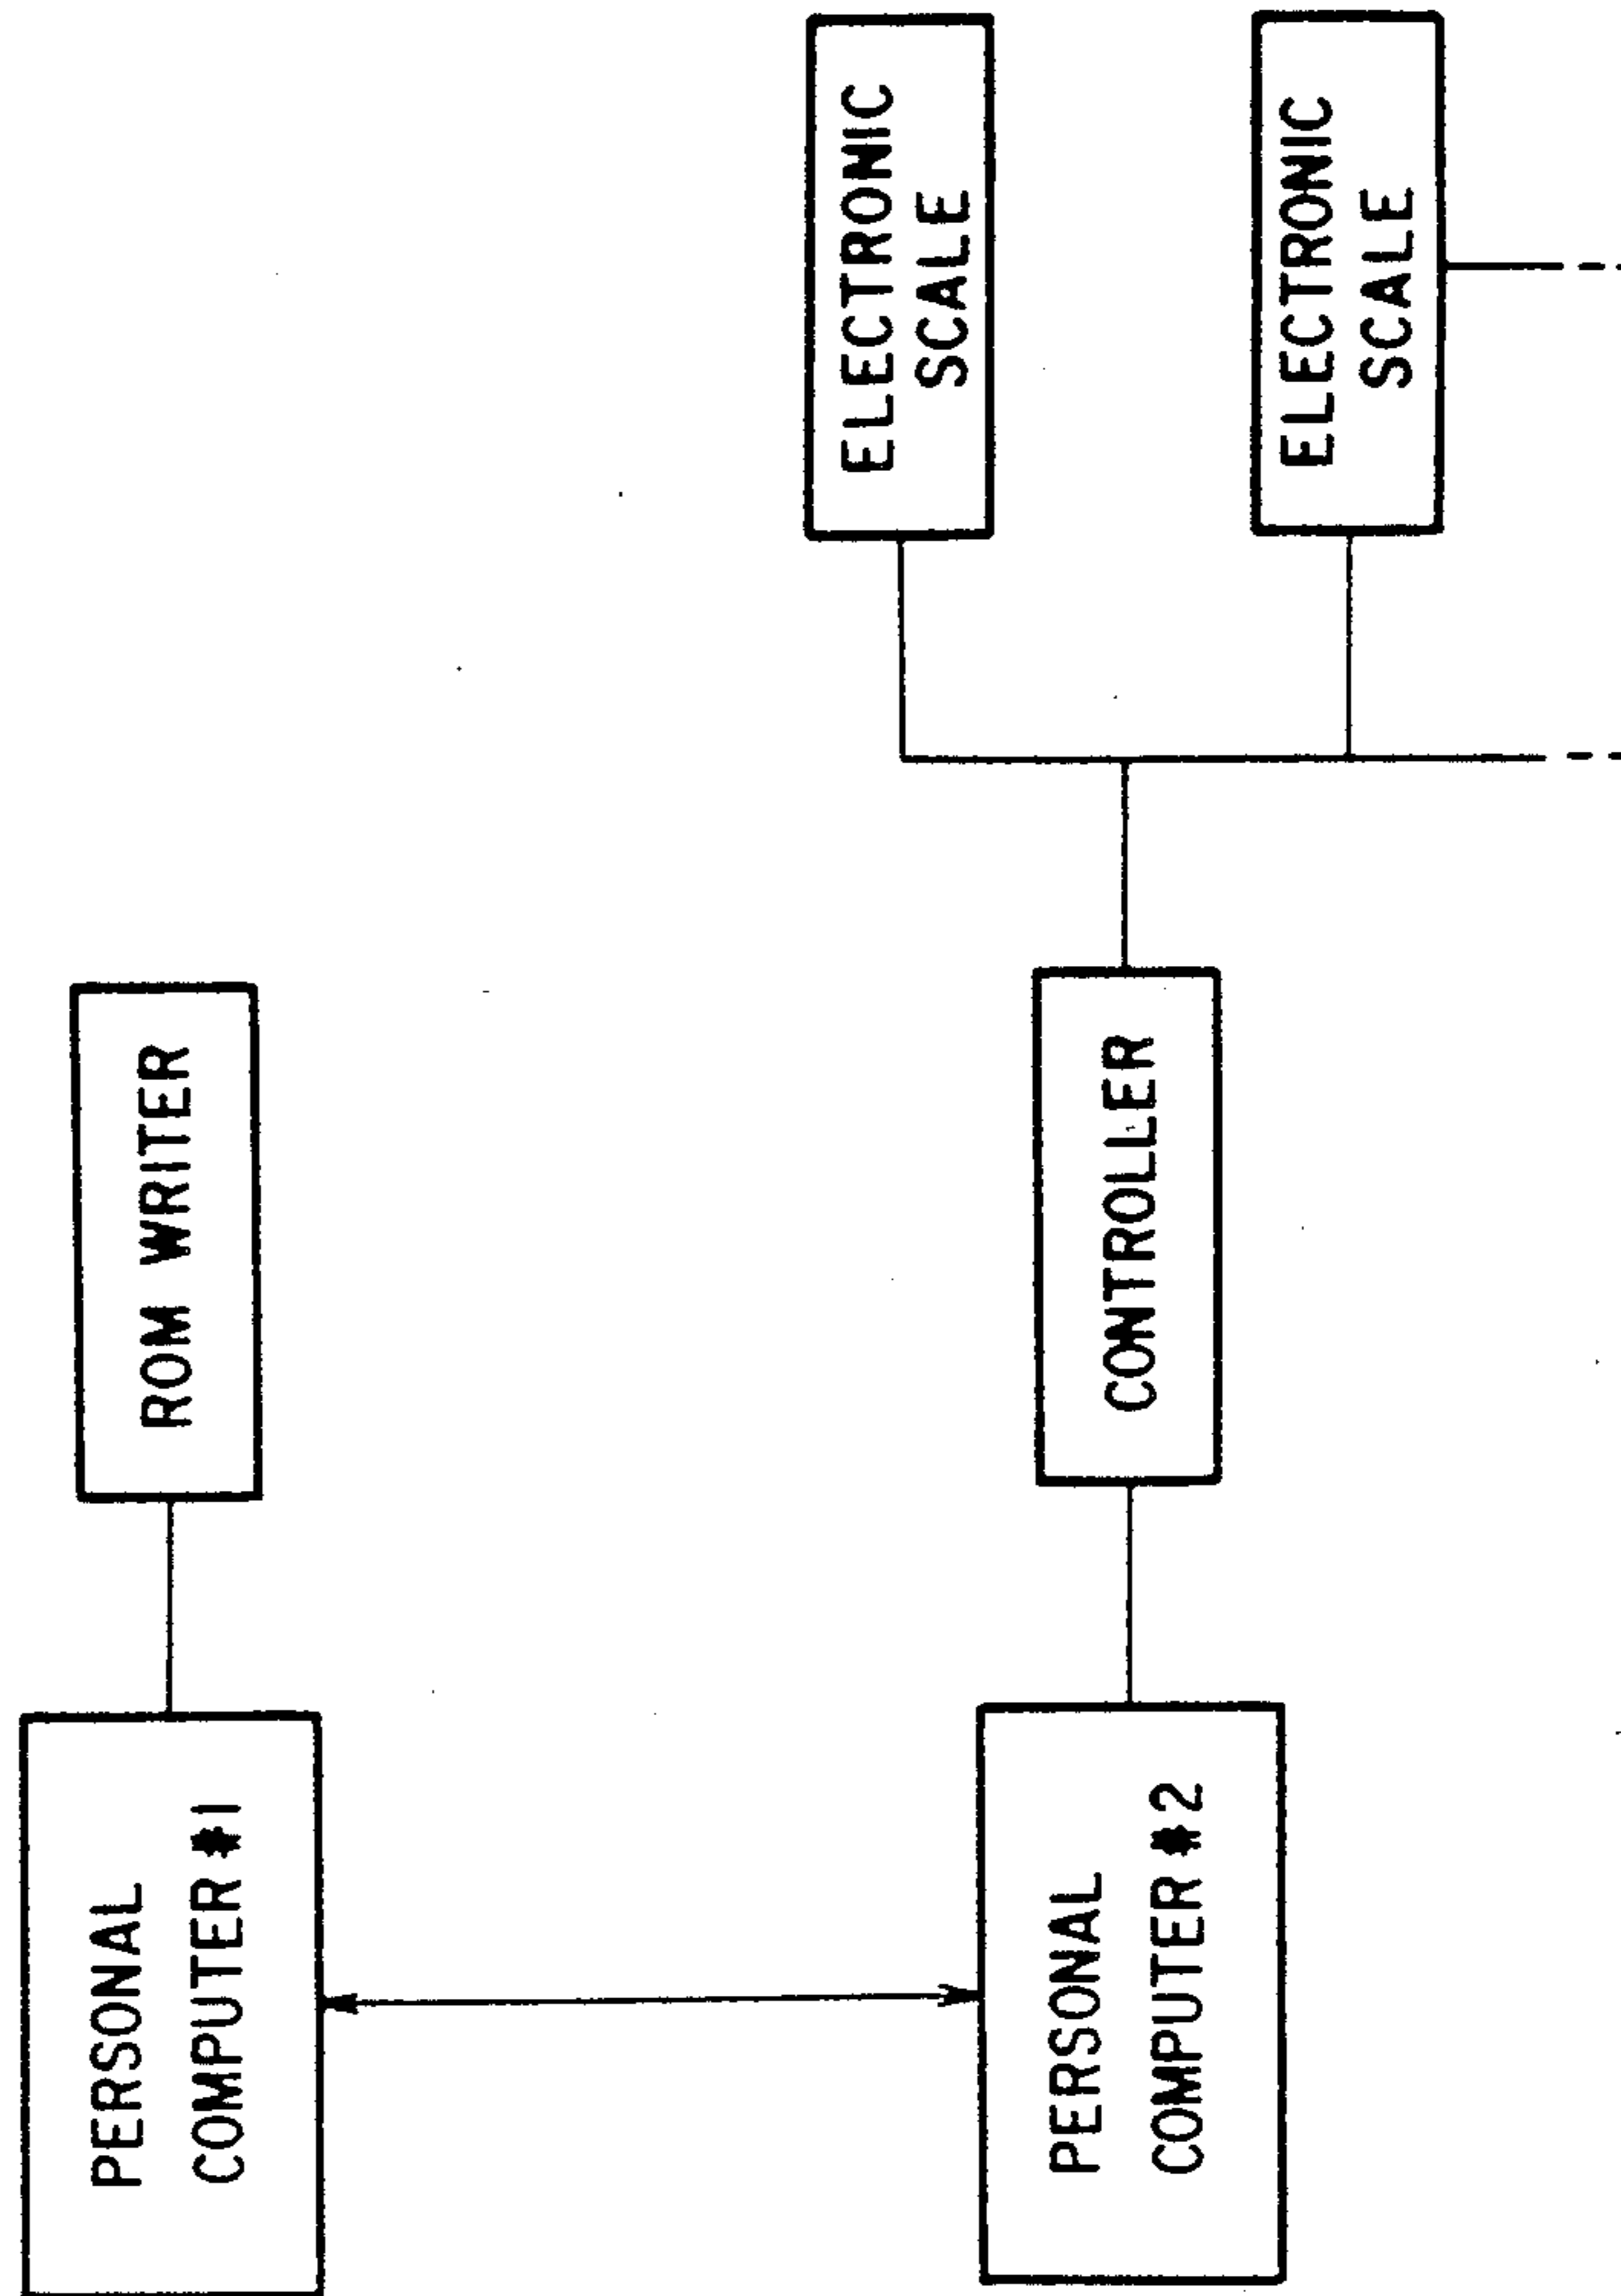 PERSONAL
COMPUTER #1
ROM WRITER
PERSONAL
COMPUTER #2
CONTROLLER
ELECTRONIC
SCALE
ELECTRONIC
SCALE